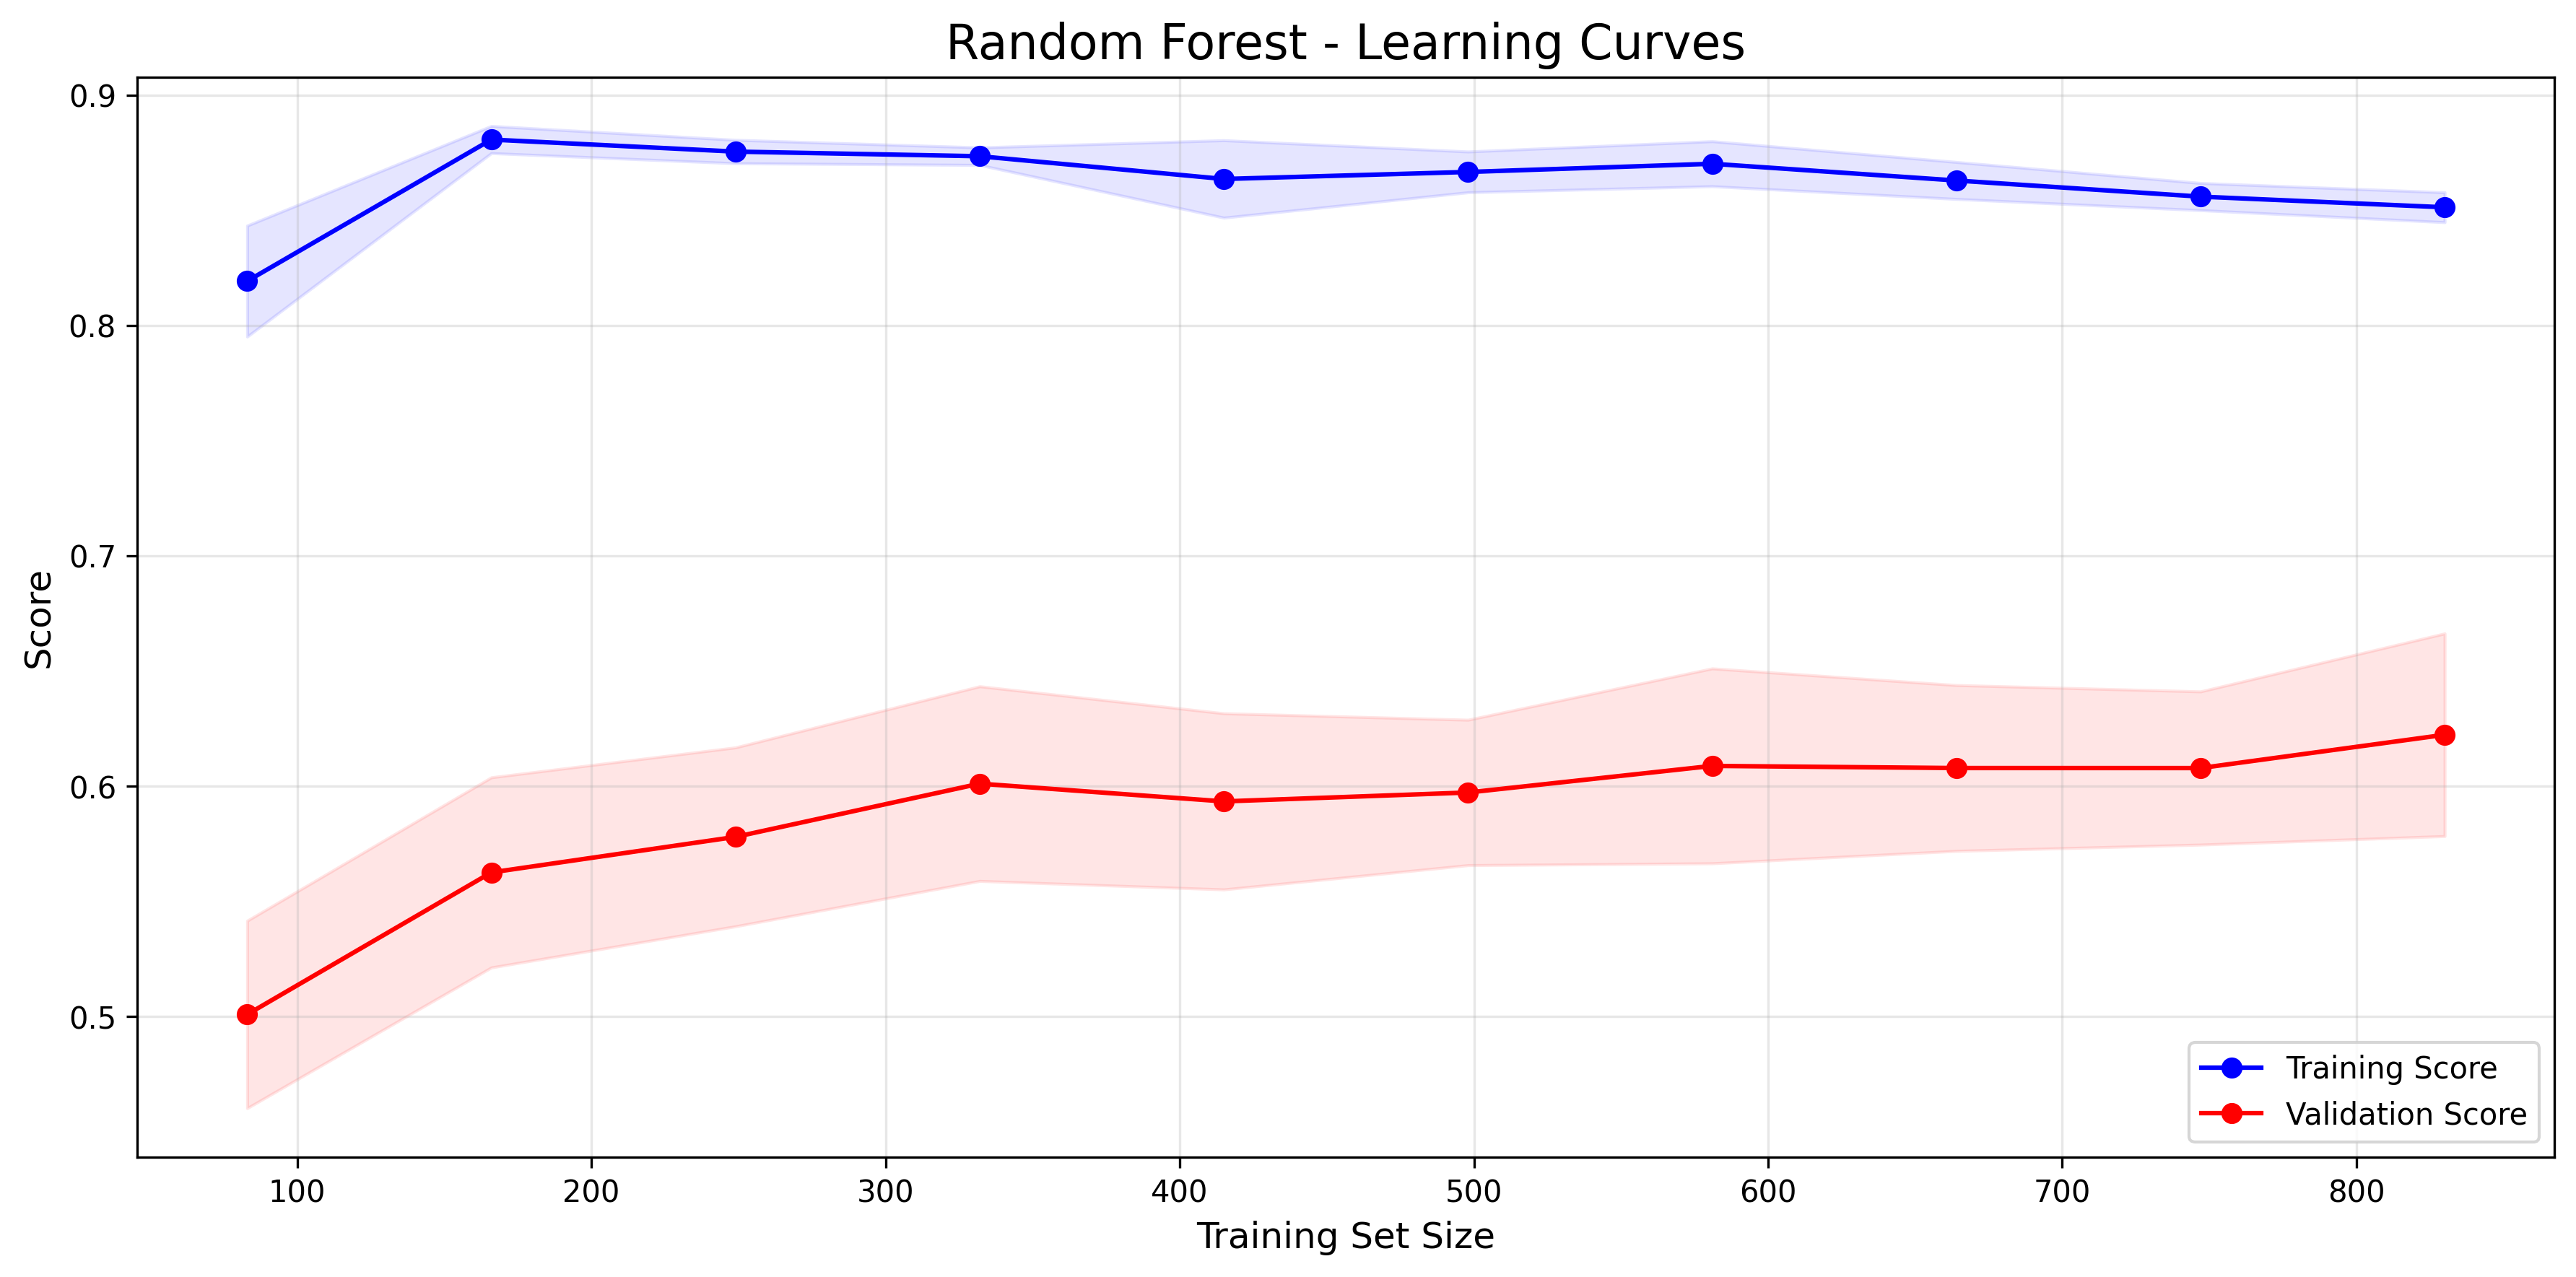 Random Forest - Learning Curves
0.9
0.8
0.7
0.6
0.5
Score
100 200 300 400 500 600 700 800
Training Set Size
Training Score
Validation Score